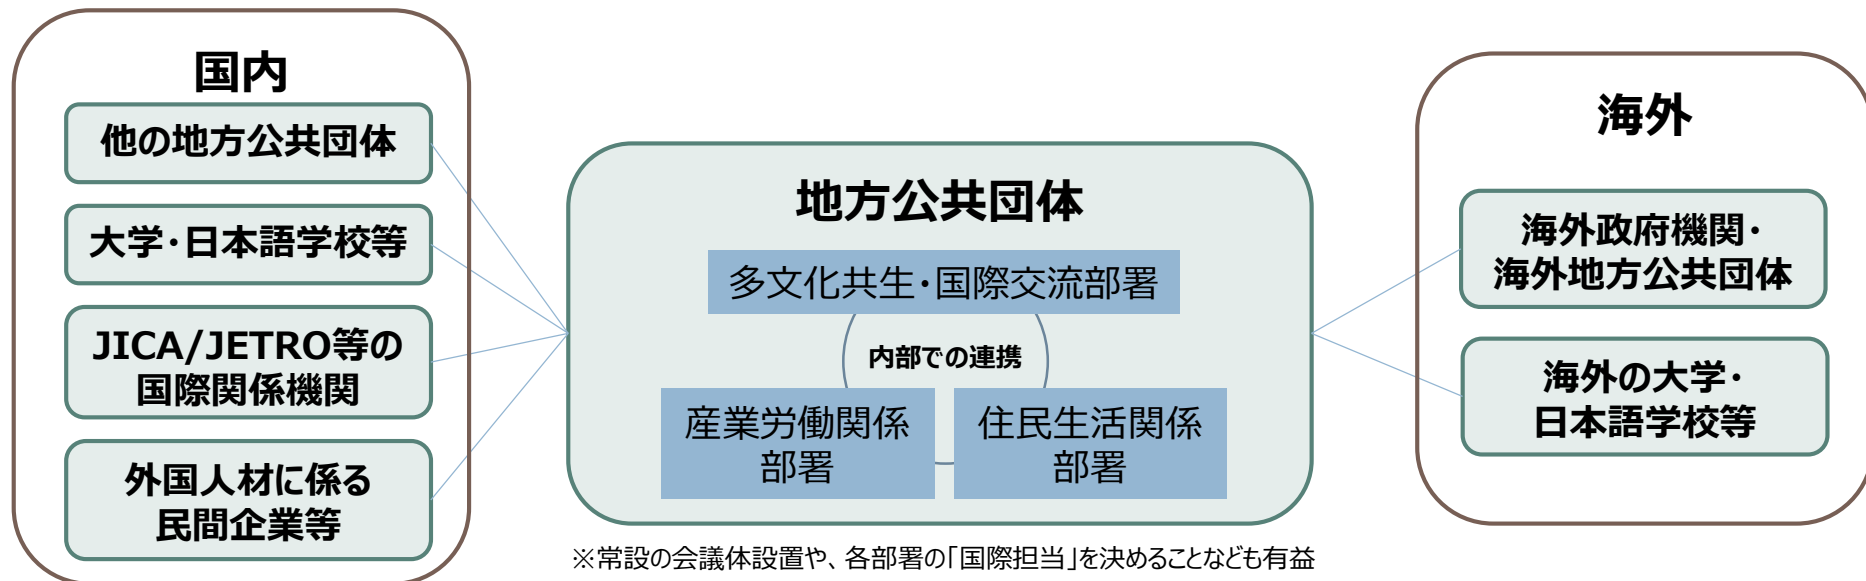 国内
他の地方公共団体
大学・日本語学校等
JICA/JETRO等の
国際関係機関
外国人材に係る
民間企業等
地方公共団体
多文化共生・国際交流部署
内部での連携
産業労働関係
部署
住民生活関係
部署
※常設の会議体設置や、各部署の「国際担当」を決めることなども有益
海外
海外政府機関・
海外地方公共団体
海外の大学・
日本語学校等